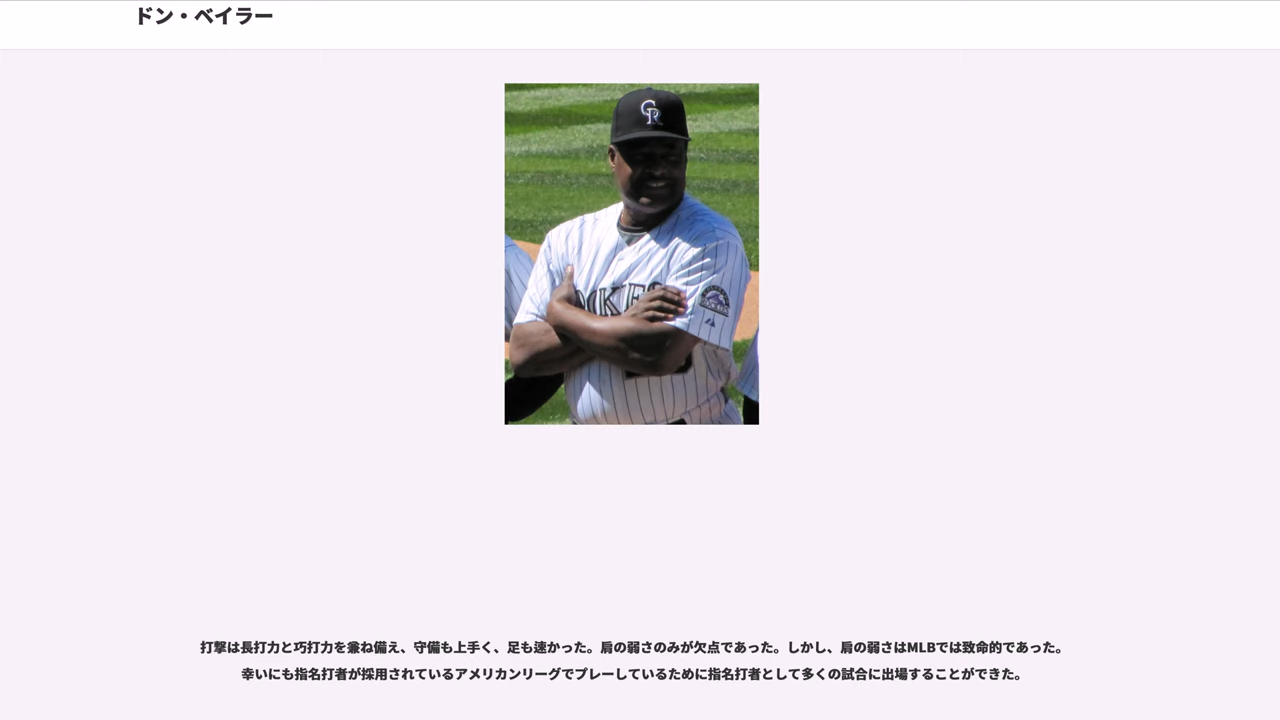 ドン・ベイラー
CR
OCKIES
打撃は長打力と巧打力を兼ね備え、守備も上手く、足も速かった。肩の弱さのみが欠点であった。しかし、肩の弱さはMLBでは致命的であった。
幸いにも指名打者が採用されているアメリカンリーグでプレーしているために指名打者として多くの試合に出場することができた。